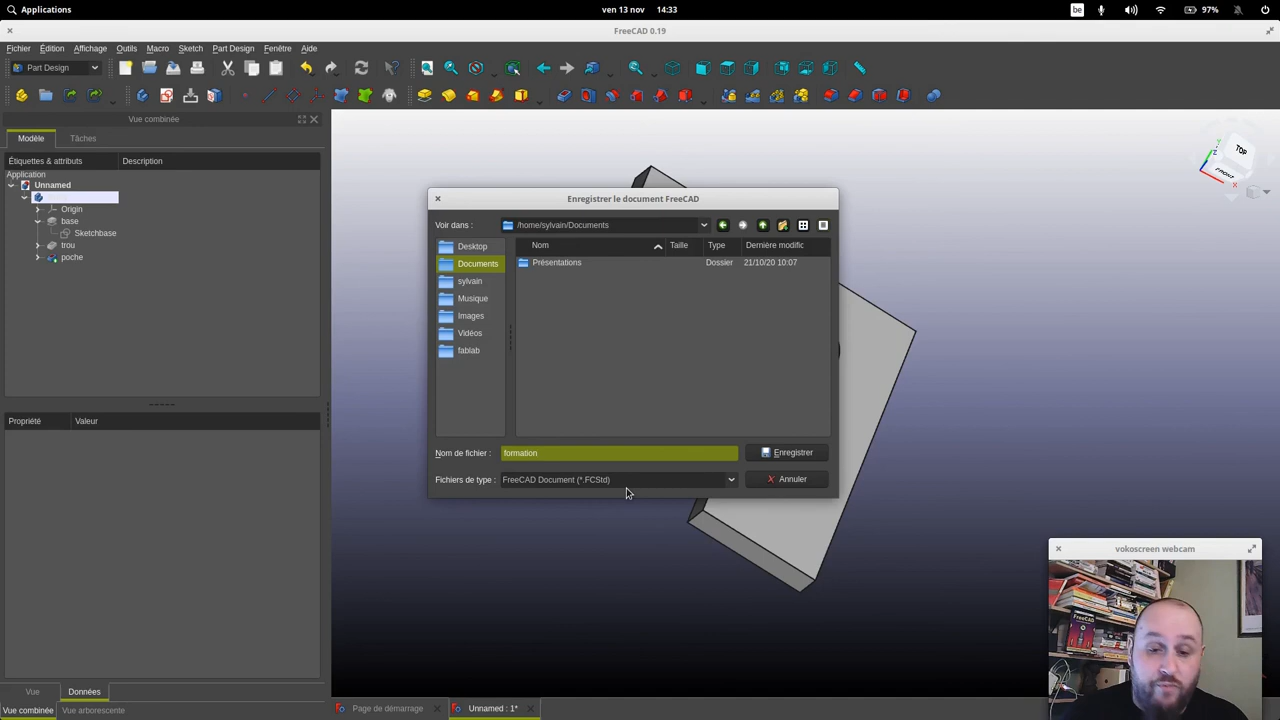 Applications
ven 13 nov 14:33
be
97%
FreeCAD 0.19
Fichier Édition Affichage Outils Macro Sketch Part Design Fenêtre Aide
Part Design
Vue combinée
Modèle Tâches
Étiquettes & attributs Description
Application
Unnamed
Origin
base
Sketchbase
trou
poche
Propriété Valeur
Vue Données
Vue combinée Vue arborescente
TOP
FRONT
Z
Y
X
Enregistrer le document FreeCAD
Voir dans : /home/sylvain/Documents
Nom Taille Type Dernière modific
Desktop
Documents
sylvain
Musique
Images
Vidéos
fablab
Présentations Dossier 21/10/20 10:07
Nom de fichier : formation Enregistrer
Fichiers de type : FreeCAD Document (*.FCStd) Annuler
vokoscreen webcam
FreeCAD
Page de démarrage
Unnamed : 1*